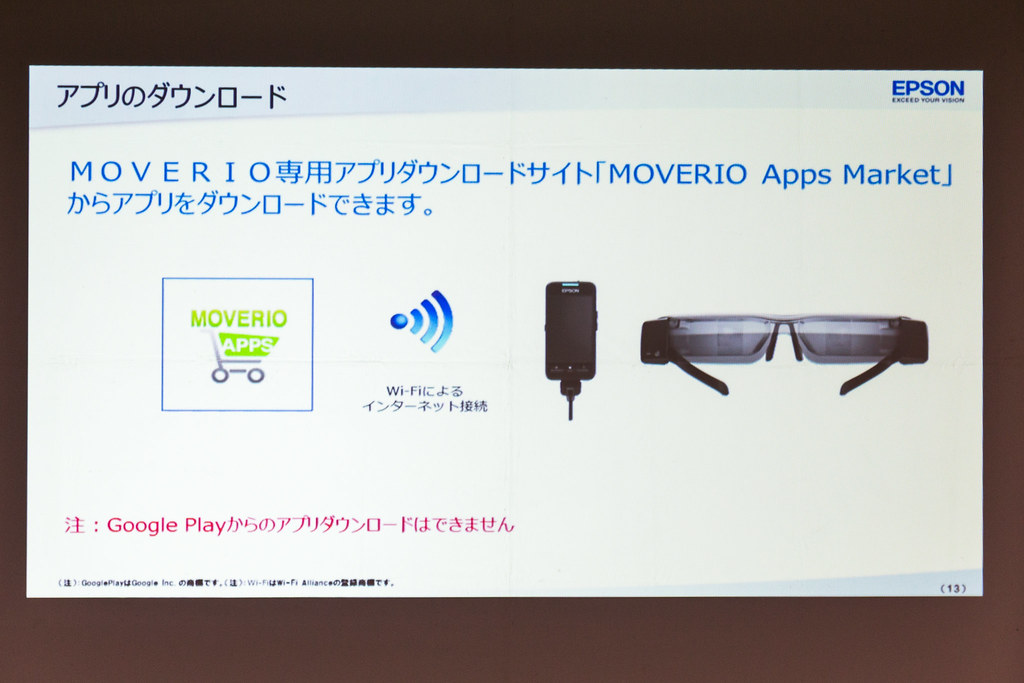 アプリのダウンロード
EPSON
EXCEED YOUR VISION
MOVERIO専用アプリダウンロードサイト「MOVERIO Apps Market」
からアプリをダウンロードできます。
MOVERIO
APPS
EPSON
Wi-Fiによる
インターネット接続
注：Google Playからのアプリダウンロードはできません
（注）：GooglePlayはGoogle Inc. の商標です。（注）：Wi-FiはWi-Fi Allianceの登録商標です。
（13）